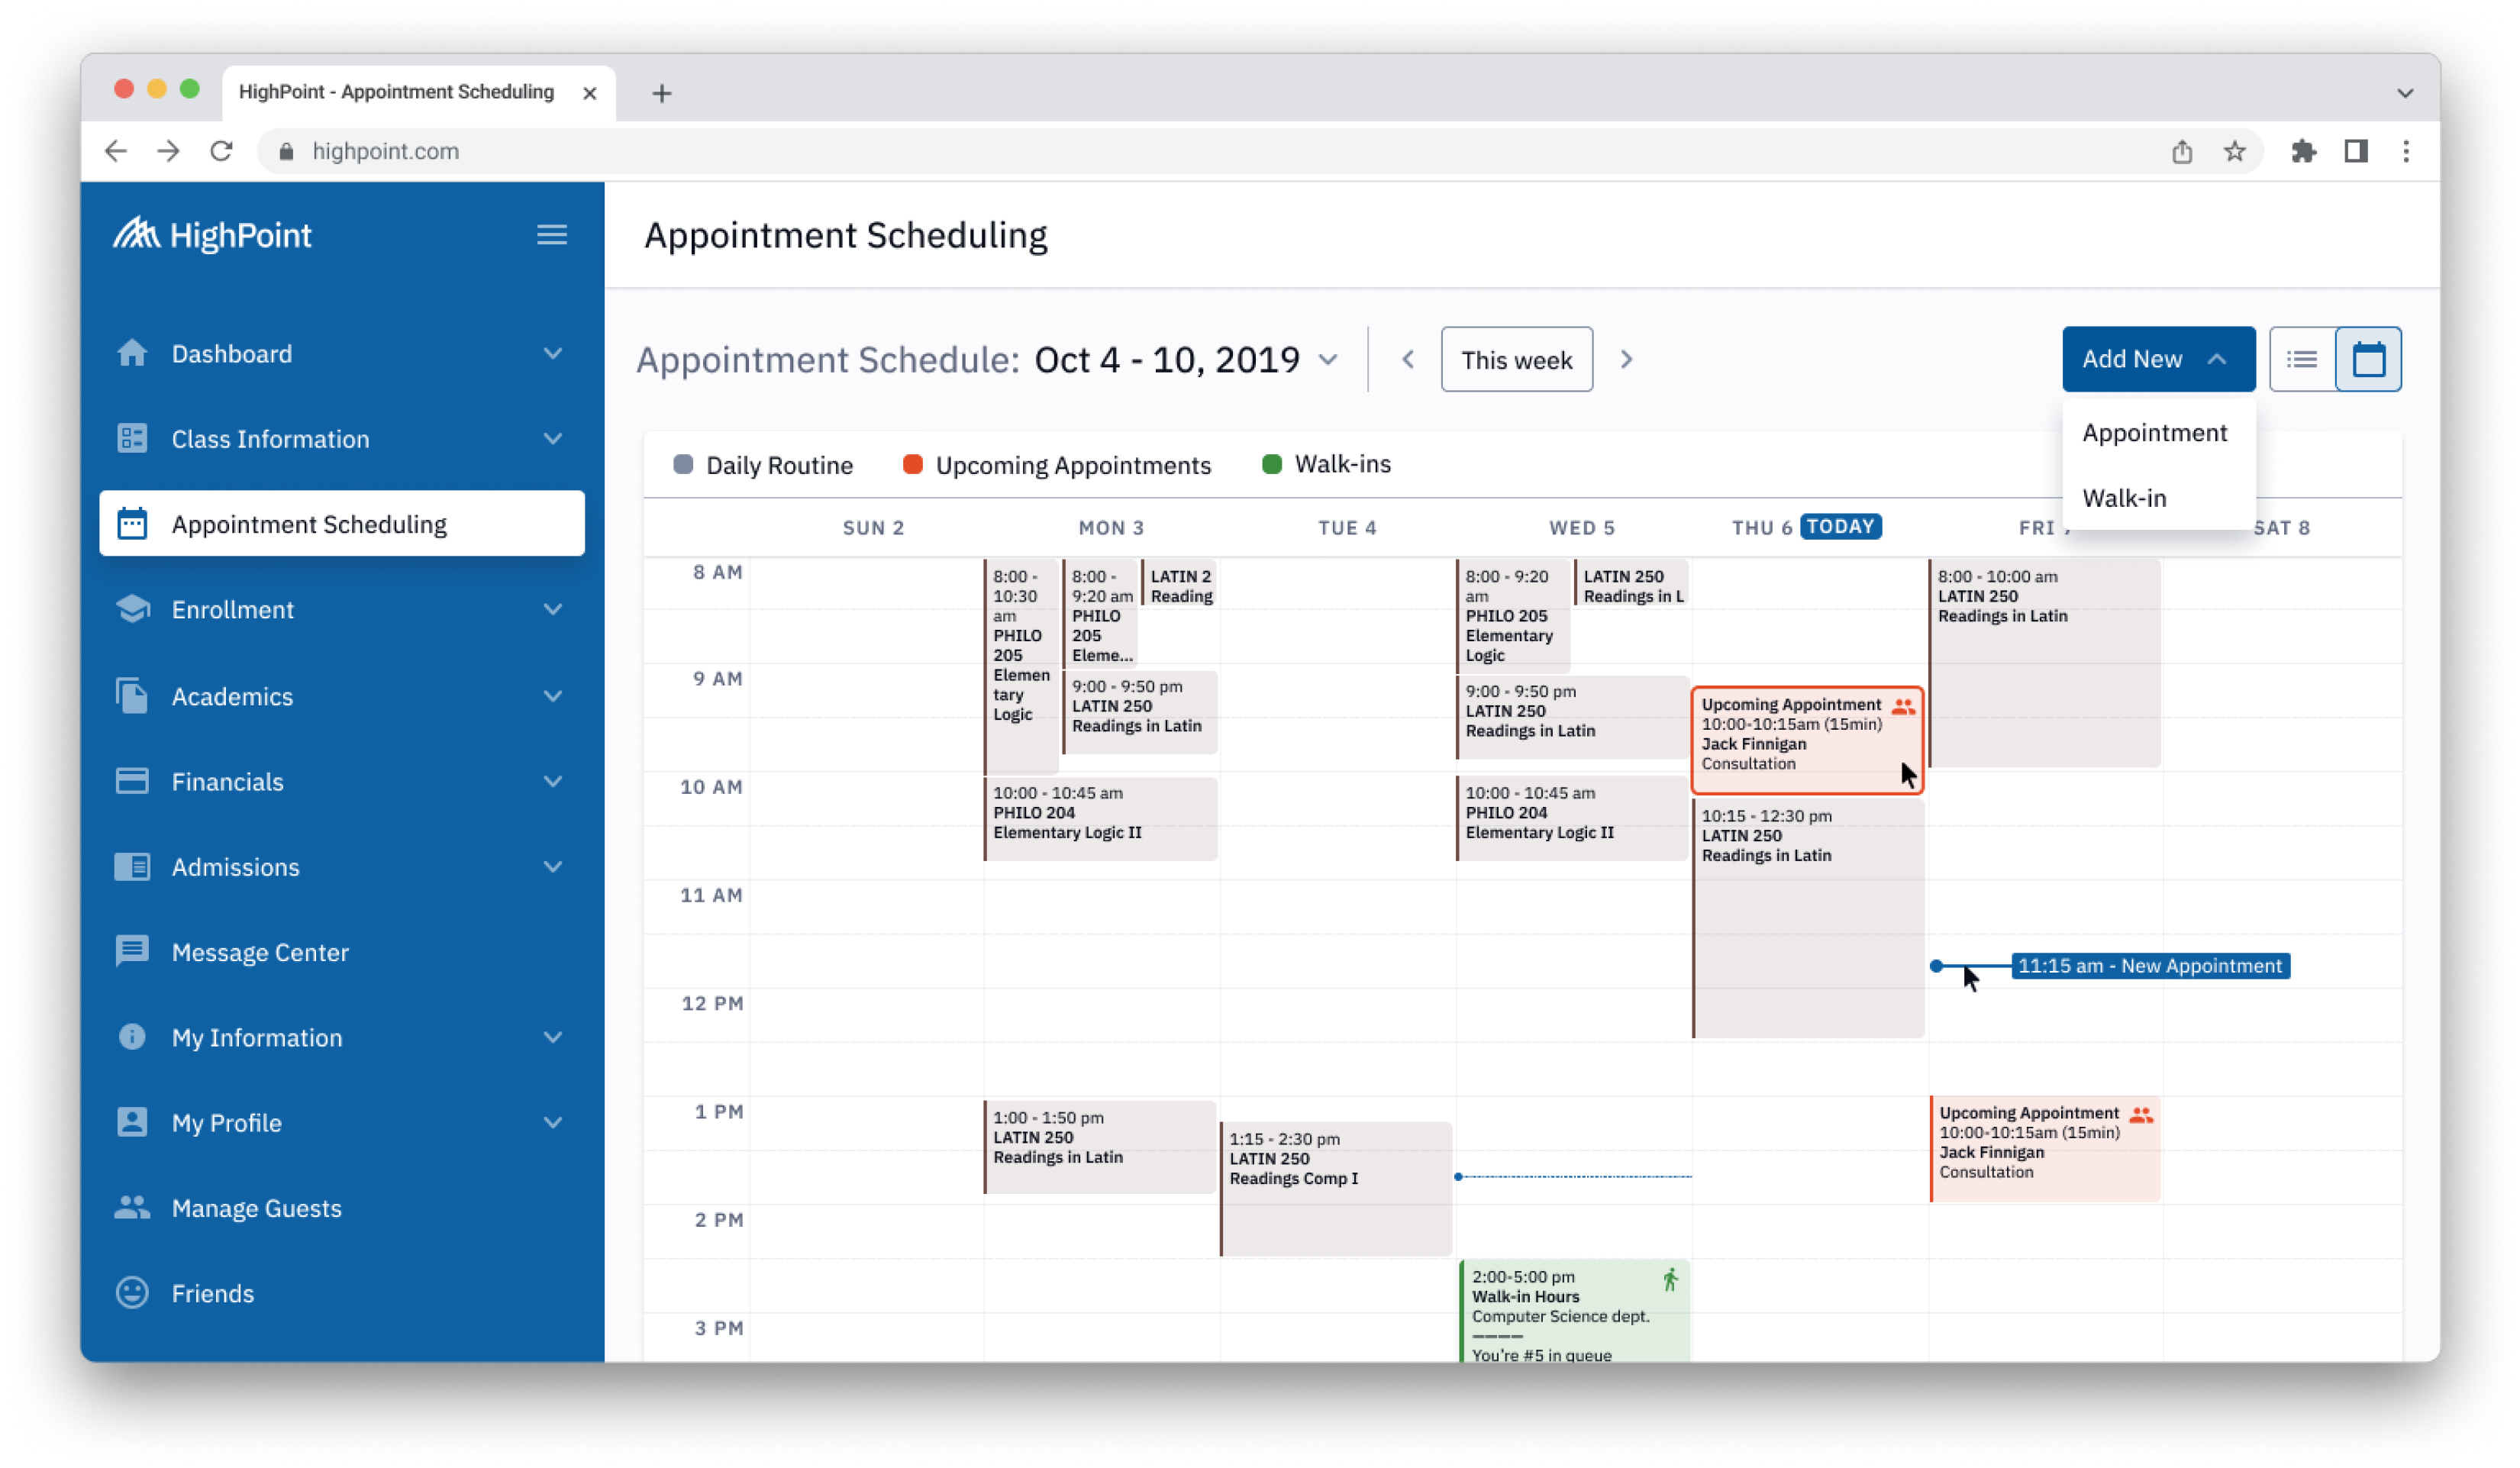 HighPoint - Appointment Scheduling
highpoint.com
HighPoint
Dashboard
Class Information
Appointment Scheduling
Enrollment
Academics
Financials
Admissions
Message Center
My Information
My Profile
Manage Guests
Friends
Appointment Scheduling
Appointment Schedule: Oct 4 - 10, 2019
This week
Add New
Appointment
Walk-in
Daily Routine
Upcoming Appointments
Walk-ins
SUN 2
MON 3
TUE 4
WED 5
THU 6 TODAY
FRI 7
SAT 8
8 AM
9 AM
10 AM
11 AM
12 PM
1 PM
2 PM
3 PM
8:00 -
10:30
am
PHILO
205
Elemen
tary
Logic
8:00 -
9:20 am
PHILO
205
Eleme...
LATIN 2
Reading
9:00 - 9:50 pm
LATIN 250
Readings in Latin
10:00 - 10:45 am
PHILO 204
Elementary Logic II
1:00 - 1:50 pm
LATIN 250
Readings in Latin
1:15 - 2:30 pm
LATIN 250
Readings Comp I
8:00 - 9:20
am
PHILO 205
Elementary
Logic
LATIN 250
Readings in L
9:00 - 9:50 pm
LATIN 250
Readings in Latin
10:00 - 10:45 am
PHILO 204
Elementary Logic II
2:00-5:00 pm
Walk-in Hours
Computer Science dept.
————
You're #5 in queue
Upcoming Appointment
10:00-10:15am (15min)
Jack Finnigan
Consultation
10:15 - 12:30 pm
LATIN 250
Readings in Latin
8:00 - 10:00 am
LATIN 250
Readings in Latin
11:15 am - New Appointment
Upcoming Appointment
10:00-10:15am (15min)
Jack Finnigan
Consultation